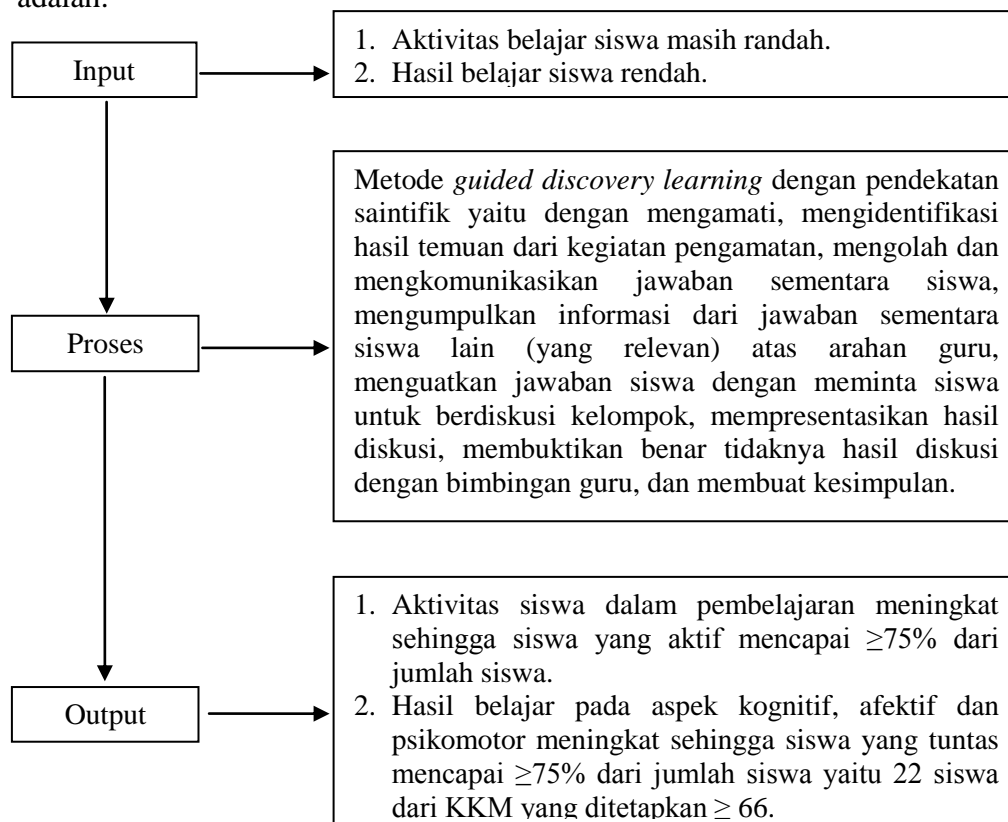 adalah:
Input
1. Aktivitas belajar siswa masih randah.
2. Hasil belajar siswa rendah.
Proses
Metode guided discovery learning dengan pendekatan
saintifik yaitu dengan mengamati, mengidentifikasi
hasil temuan dari kegiatan pengamatan, mengolah dan
mengkomunikasikan jawaban sementara siswa,
mengumpulkan informasi dari jawaban sementara
siswa lain (yang relevan) atas arahan guru,
menguatkan jawaban siswa dengan meminta siswa
untuk berdiskusi kelompok, mempresentasikan hasil
diskusi, membuktikan benar tidaknya hasil diskusi
dengan bimbingan guru, dan membuat kesimpulan.
Output
1. Aktivitas siswa dalam pembelajaran meningkat
sehingga siswa yang aktif mencapai ≥75% dari
jumlah siswa.
2. Hasil belajar pada aspek kognitif, afektif dan
psikomotor meningkat sehingga siswa yang tuntas
mencapai ≥75% dari jumlah siswa yaitu 22 siswa
dari KKM yang ditetapkan ≥ 66.